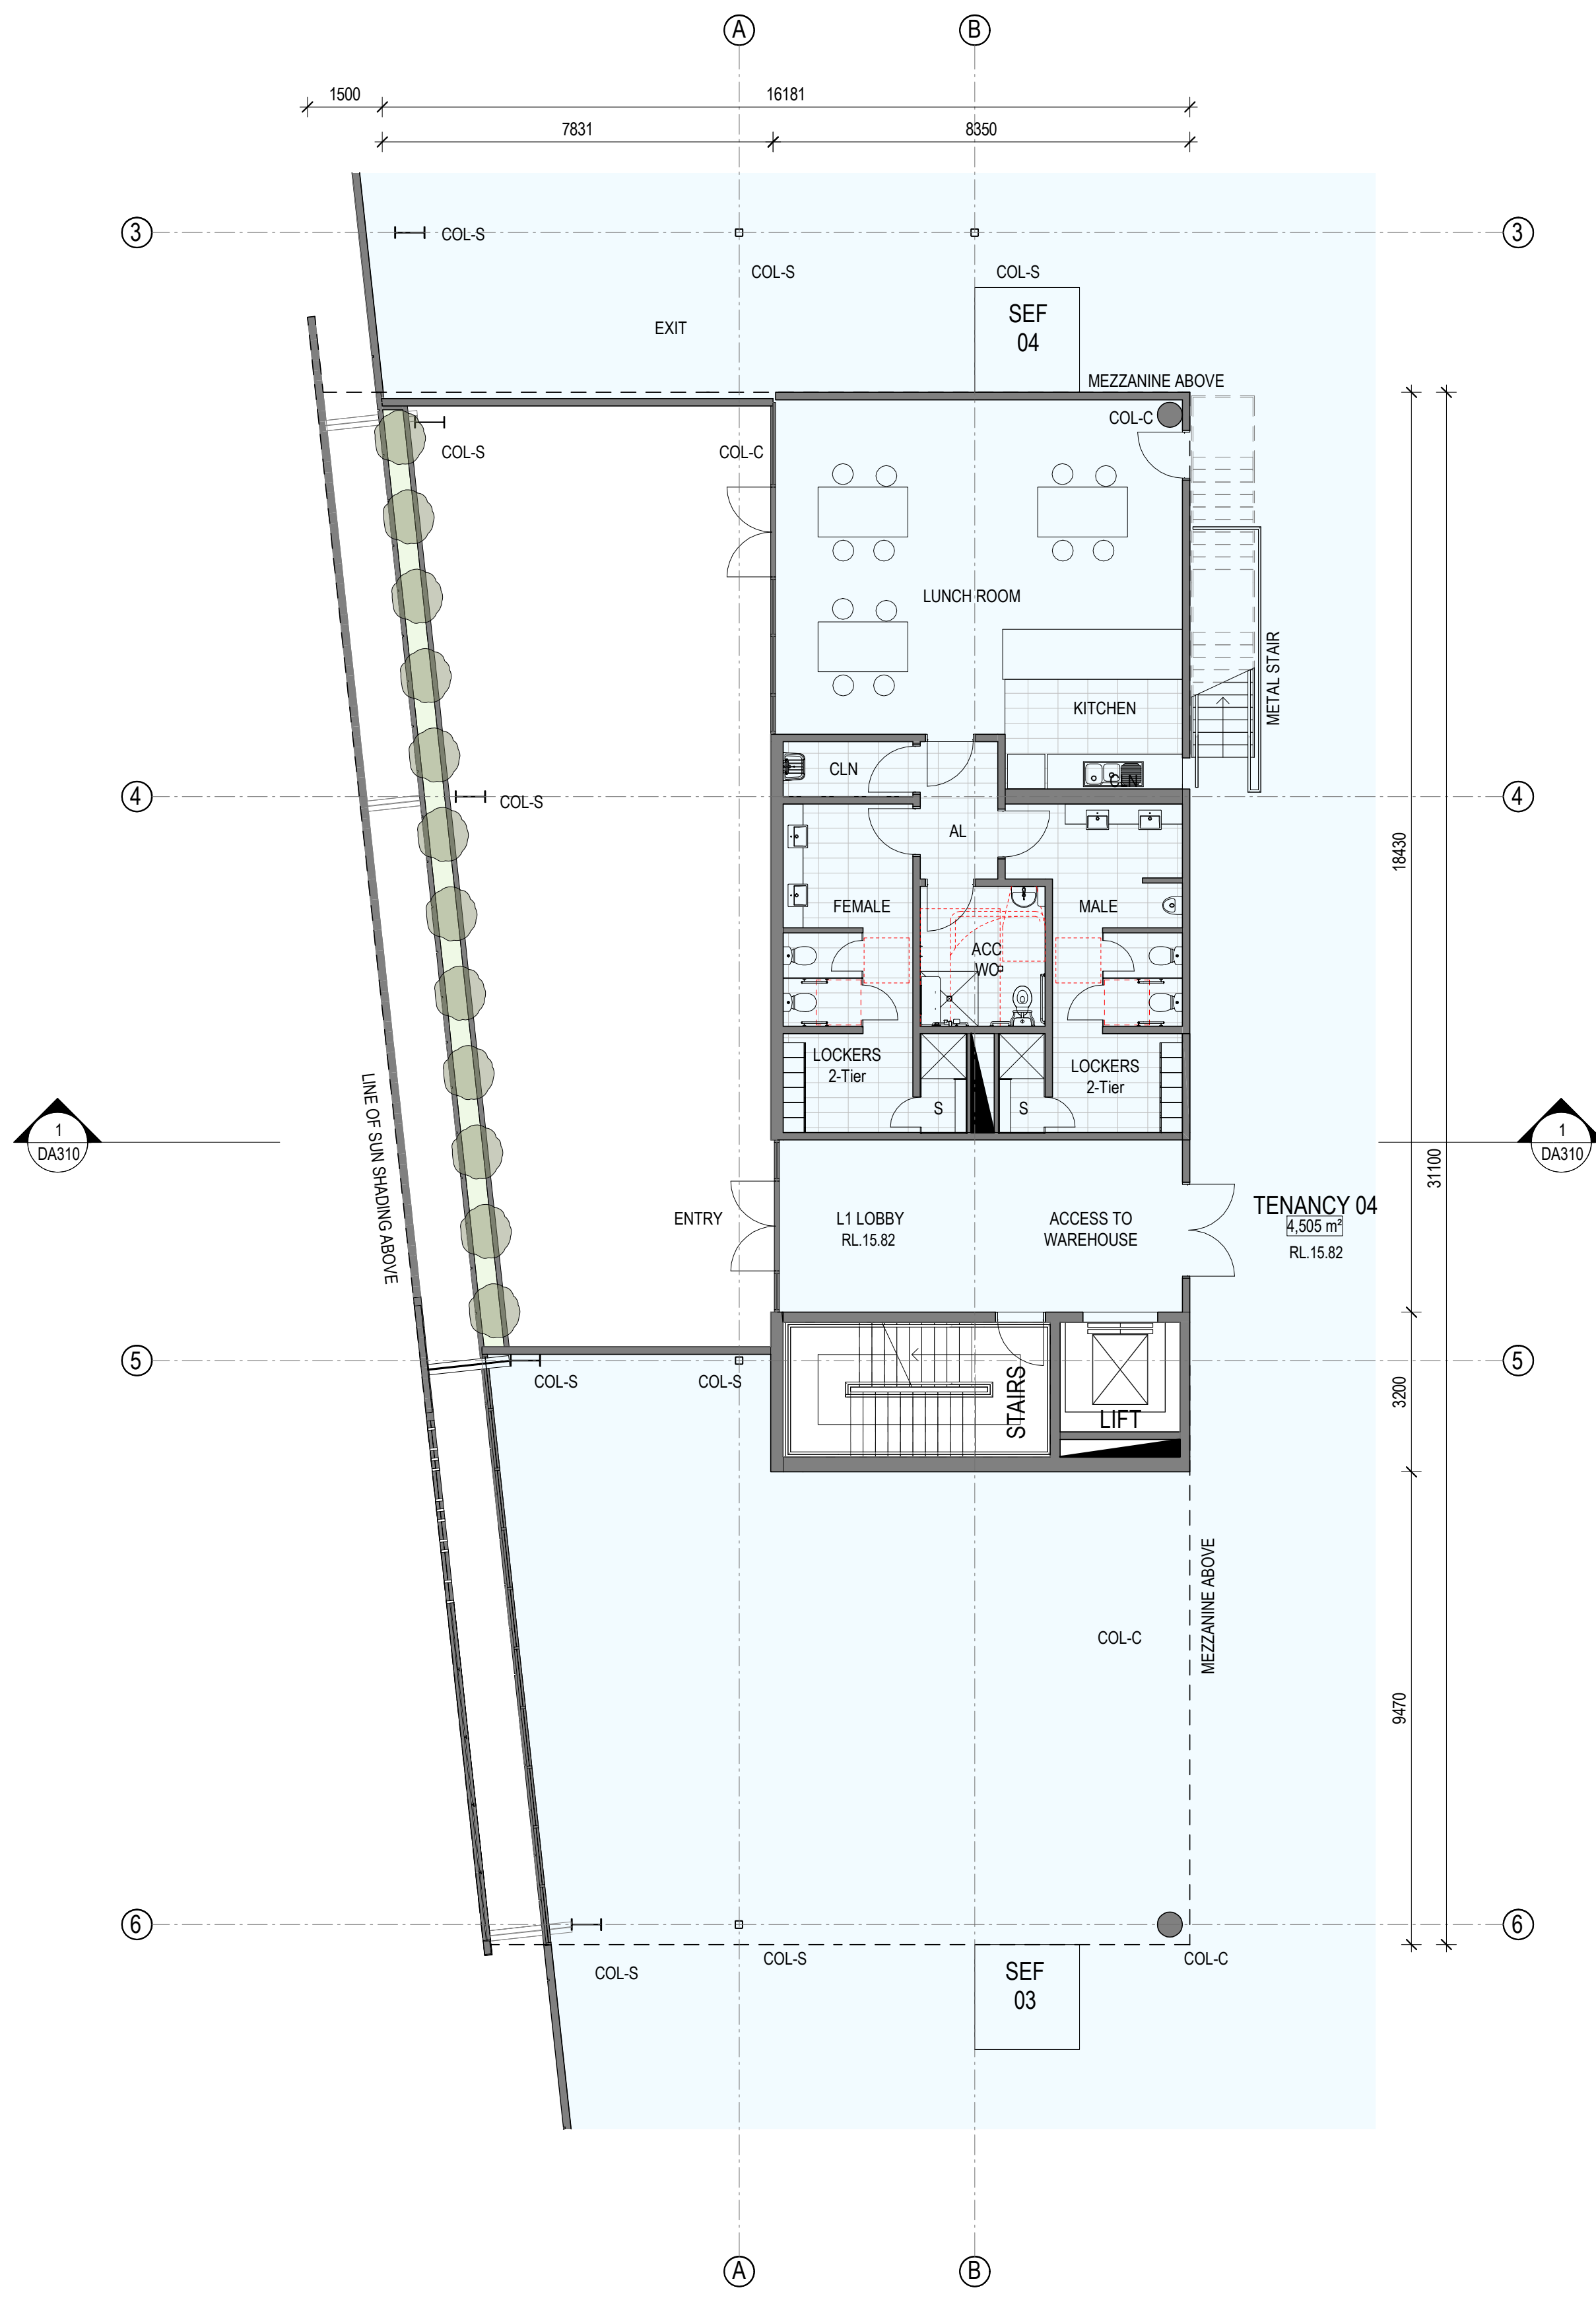 A
B
1500
16181
7831
8350
3
COL-S
3
COL-S
COL-S
SEF
04
EXIT
MEZZANINE ABOVE
COL-C
COL-S
COL-C
LUNCH ROOM
METAL STAIR
KITCHEN
CLN
CLN
4
COL-S
4
AL
18430
FEMALE
MALE
ACC
WC
LOCKERS
2-Tier
LOCKERS
2-Tier
S
S
LINE OF SUN SHADING ABOVE
1
DA310
1
DA310
31100
ENTRY
L1 LOBBY
RL.15.82
ACCESS TO
WAREHOUSE
TENANCY 04
4,505 m²
RL.15.82
5
5
COL-S
COL-S
STAIRS
LIFT
3200
MEZZANINE ABOVE
COL-C
9470
6
6
COL-S
COL-S
COL-C
SEF
03
A
B